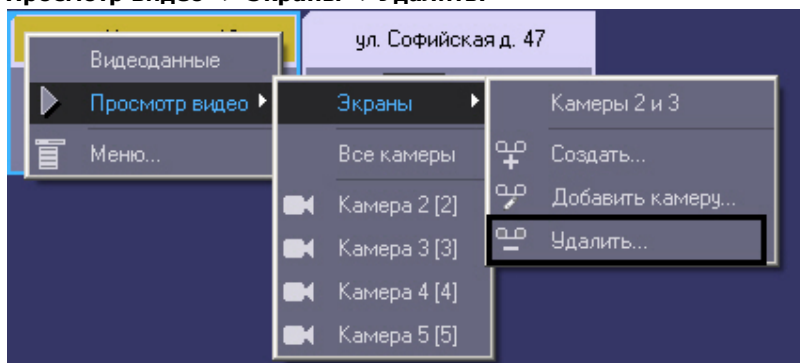 Просмотр видео → Экраны → Удалить.
ул. Софийская д. 47
Видеоданные
Просмотр видео
Меню...
Экраны
Все камеры
Камера 2 [2]
Камера 3 [3]
Камера 4 [4]
Камера 5 [5]
Камеры 2 и 3
Создать...
Добавить камеру...
Удалить...